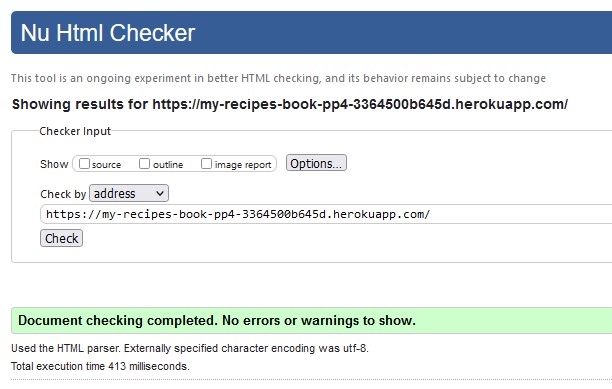 Nu Html Checker
This tool is an ongoing experiment in better HTML checking, and its behavior remains subject to change
Showing results for https://my-recipes-book-pp4-3364500b645d.herokuapp.com/
Checker Input
Show source outline image report Options...
Check by address
https://my-recipes-book-pp4-3364500b645d.herokuapp.com/
Check
Document checking completed. No errors or warnings to show.
Used the HTML parser. Externally specified character encoding was utf-8.
Total execution time 413 milliseconds.